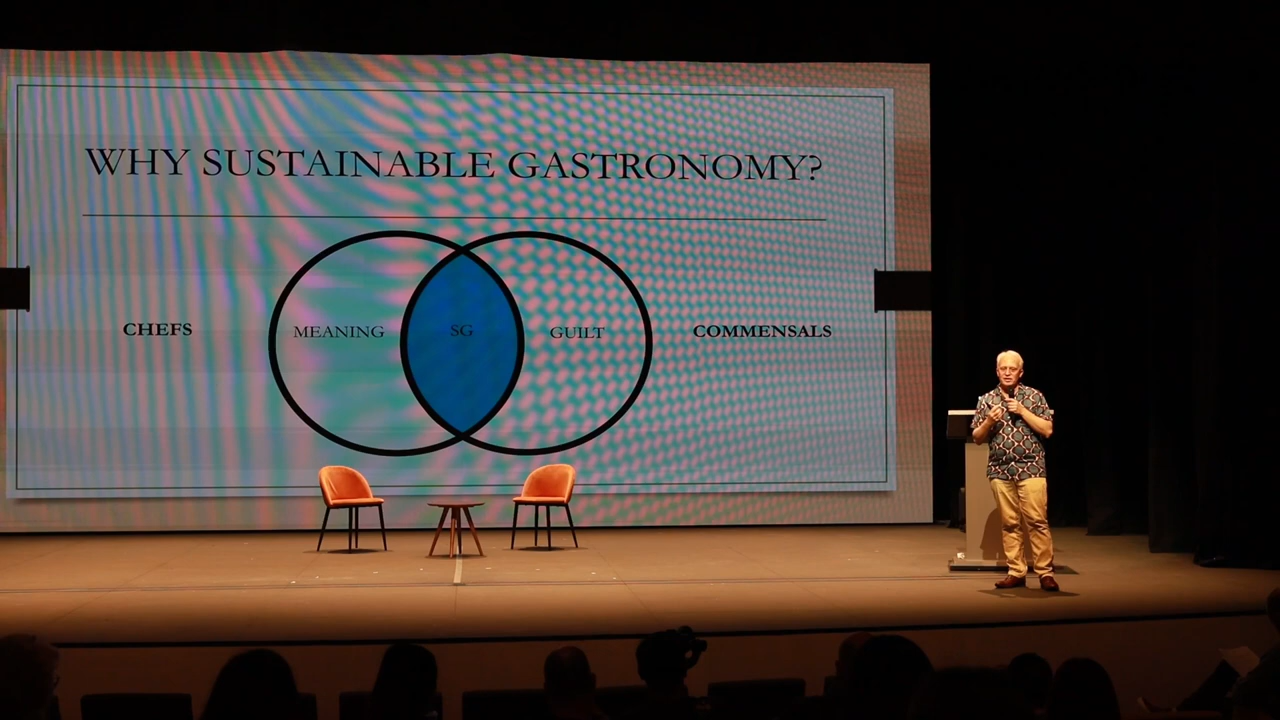 WHY SUSTAINABLE GASTRONOMY?
CHEFS
MEANING
SG
GUILT
COMMENSALS